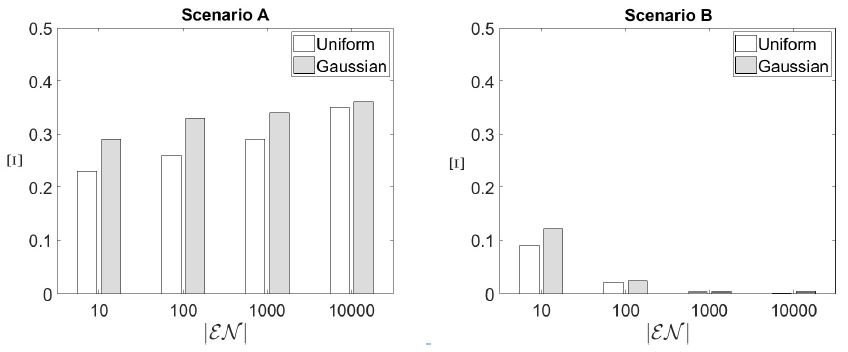 Scenario A
0.5
0.4
0.3
0.2
0.1
0
Ξ
Uniform
Gaussian
10 100 1000 10000
|ℰ𝒩|
Scenario B
0.5
0.4
0.3
0.2
0.1
0
Ξ
Uniform
Gaussian
10 100 1000 10000
|ℰ𝒩|